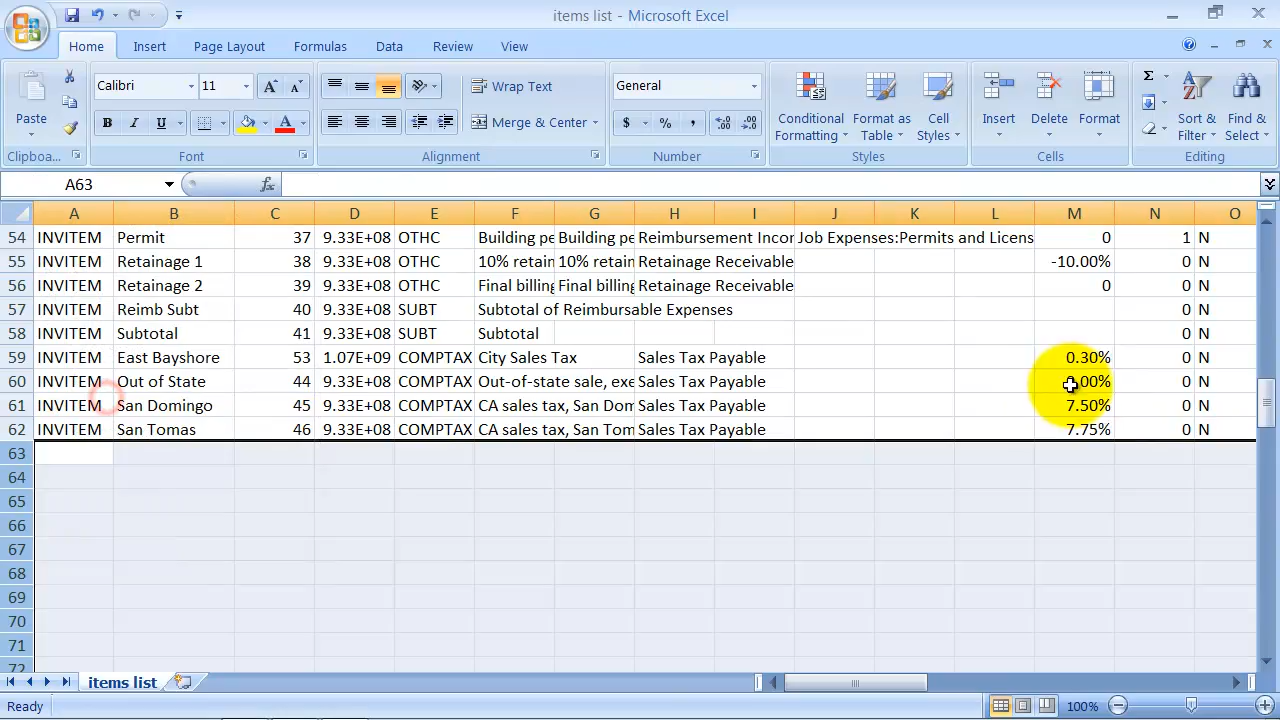 items list - Microsoft Excel
Home Insert Page Layout Formulas Data Review View
Calibri 11 Wrap Text General
Paste B I U Merge & Center $ % , Conditional Formatting Format as Table Cell Styles Insert Delete Format Σ Sort & Filter Find & Select
Clipboa... Font Alignment Number Styles Cells Editing
A63 fx
A B C D E F G H I J K L M N O
54 INVITEM Permit 37 9.33E+08 OTHC Building pe Building pe Reimbursement Incor Job Expenses:Permits and Licens 0 1 N
55 INVITEM Retainage 1 38 9.33E+08 OTHC 10% retain 10% retain Retainage Receivable -10.00% 0 N
56 INVITEM Retainage 2 39 9.33E+08 OTHC Final billing Final billing Retainage Receivable 0 0 N
57 INVITEM Reimb Subt 40 9.33E+08 SUBT Subtotal of Reimbursable Expenses 0 N
58 INVITEM Subtotal 41 9.33E+08 SUBT Subtotal 0 N
59 INVITEM East Bayshore 53 1.07E+09 COMPTAX City Sales Tax Sales Tax Payable 0.30% 0 N
60 INVITEM Out of State 44 9.33E+08 COMPTAX Out-of-state sale, exe Sales Tax Payable .00% 0 N
61 INVITEM San Domingo 45 9.33E+08 COMPTAX CA sales tax, San Dom Sales Tax Payable 7.50% 0 N
62 INVITEM San Tomas 46 9.33E+08 COMPTAX CA sales tax, San Tom Sales Tax Payable 7.75% 0 N
63
64
65
66
67
68
69
70
71
72
items list
Ready 100%